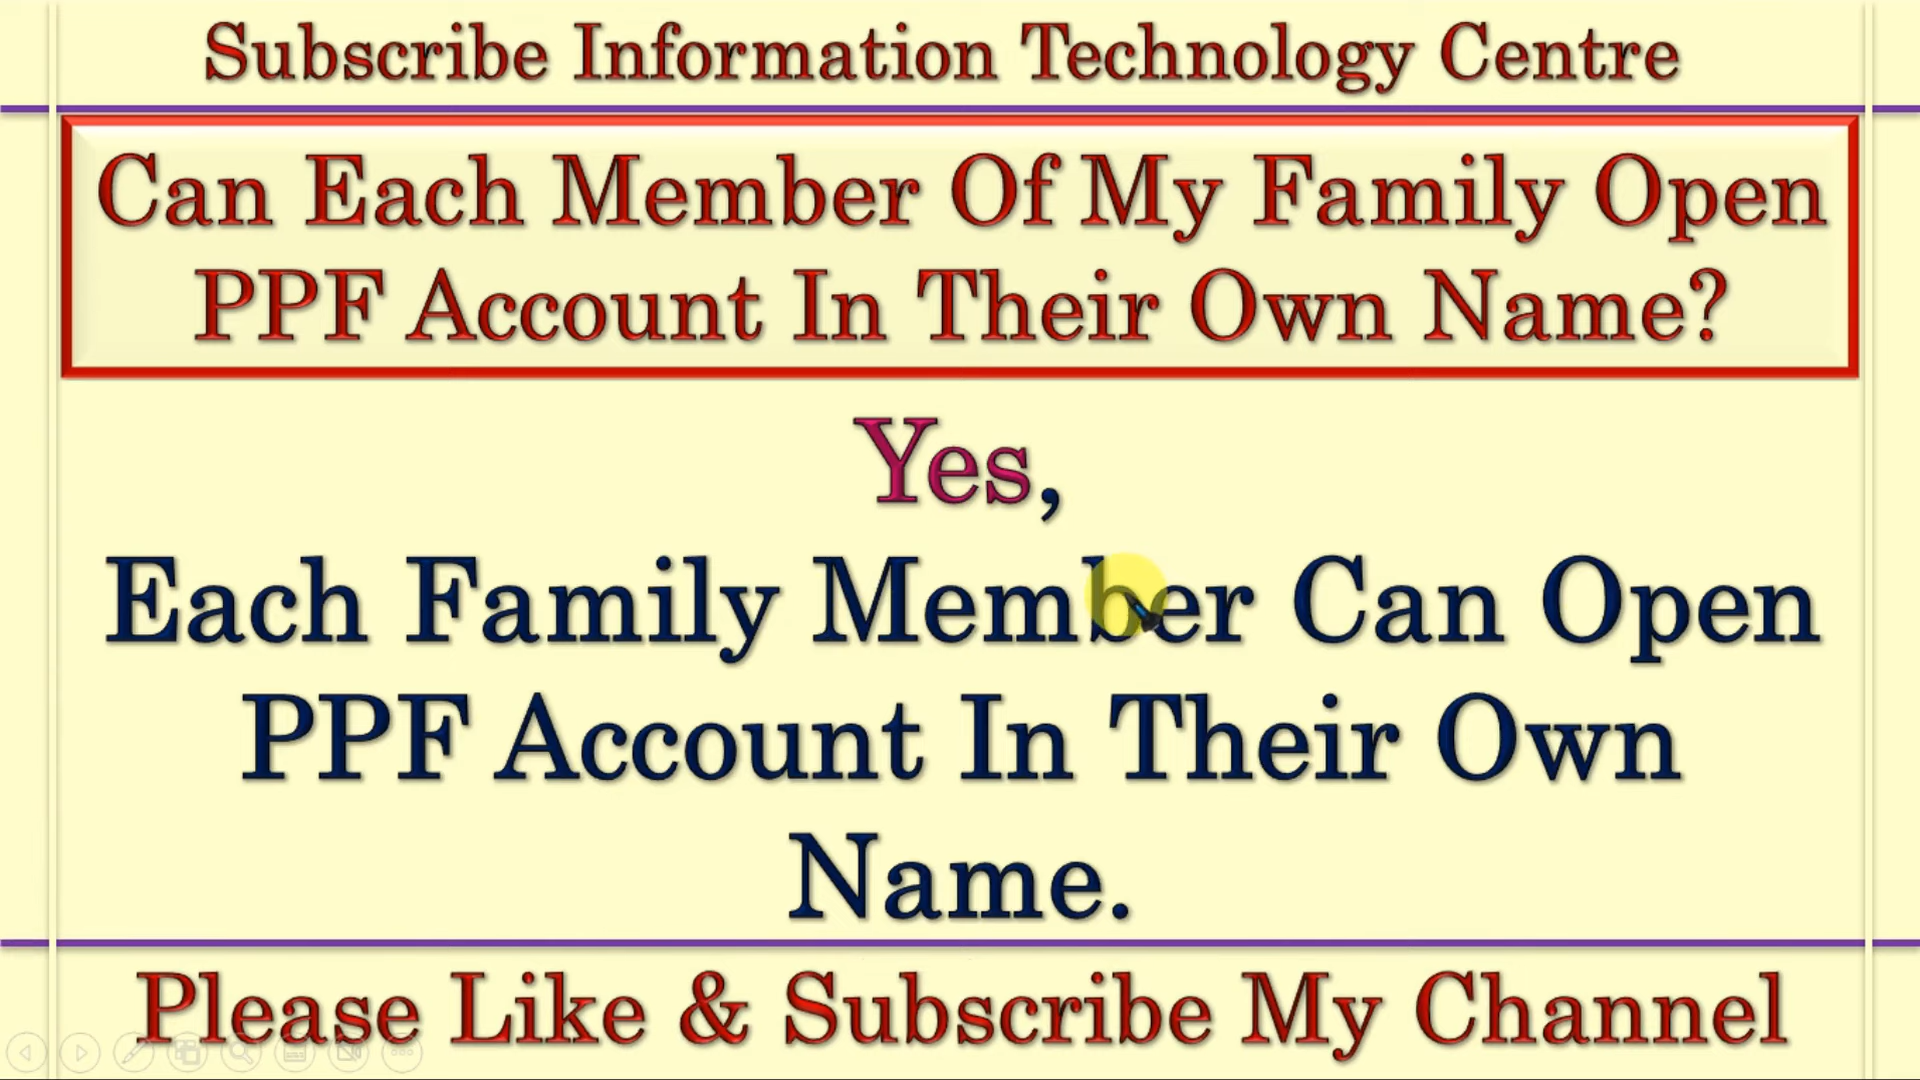 Subscribe Information Technology Centre
Can Each Member Of My Family Open
PPF Account In Their Own Name?
Yes,
Each Family Member Can Open
PPF Account In Their Own
Name.
Please Like & Subscribe My Channel